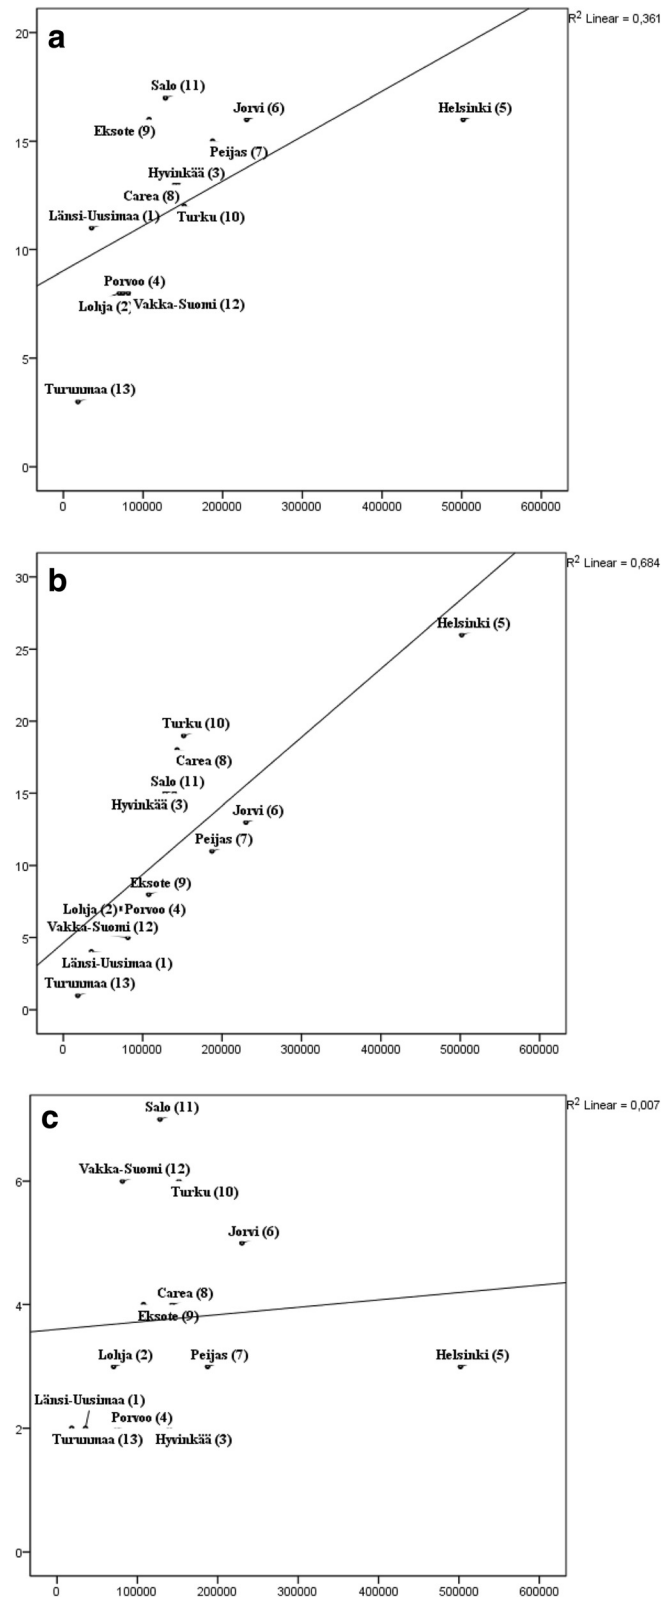 a
R2 Linear = 0,361
20
Salo (11)
Jorvi (6)
Helsinki (5)
Eksote (9)
15
Peijas (7)
Hyvinkää (3)
Carea (8)
Länsi-Uusimaa (1)
Turku (10)
10
Porvoo (4)
Lohja (2)
Vakka-Suomi (12)
5
Turunmaa (13)
0
0 100000 200000 300000 400000 500000 600000
b
R2 Linear = 0,684
30
Helsinki (5)
25
Turku (10)
20
Carea (8)
Salo (11)
15
Hyvinkää (3)
Jorvi (6)
Peijas (7)
10
Eksote (9)
Lohja (2)
Porvoo (4)
Vakka-Suomi (12)
5
Länsi-Uusimaa (1)
Turunmaa (13)
0
0 100000 200000 300000 400000 500000 600000
c
R2 Linear = 0,007
Salo (11)
Vakka-Suomi (12)
6
Turku (10)
Jorvi (6)
Carea (8)
4
Eksote (9)
Lohja (2)
Peijas (7)
Helsinki (5)
Länsi-Uusimaa (1)
Porvoo (4)
2
Turunmaa (13)
Hyvinkää (3)
0
0 100000 200000 300000 400000 500000 600000